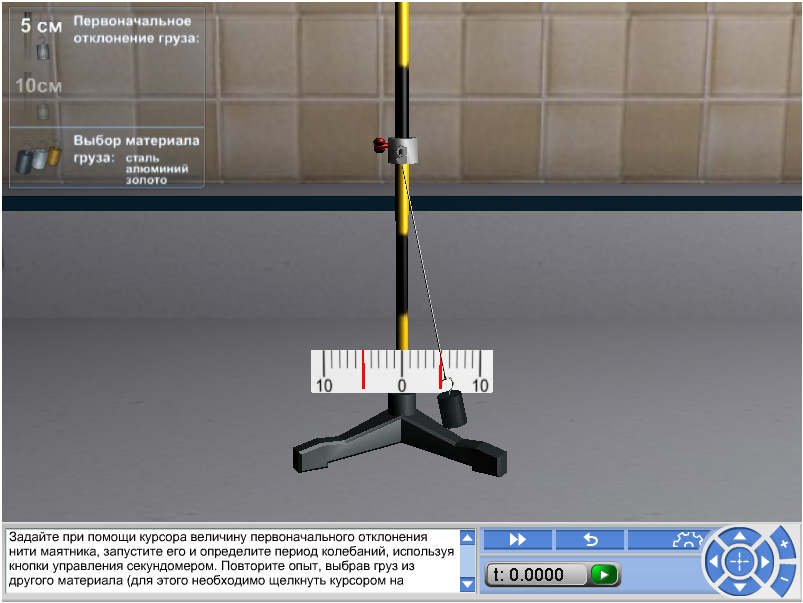 5 см
Первоначальное
отклонение груза:
10см
Выбор материала
груза:
сталь
алюминий
золото
10
0
10
Задайте при помощи курсора величину первоначального отклонения
нити маятника, запустите его и определите период колебаний, используя
кнопки управления секундомером. Повторите опыт, выбрав груз из
другого материала (для этого необходимо щелкнуть курсором на
t: 0.0000